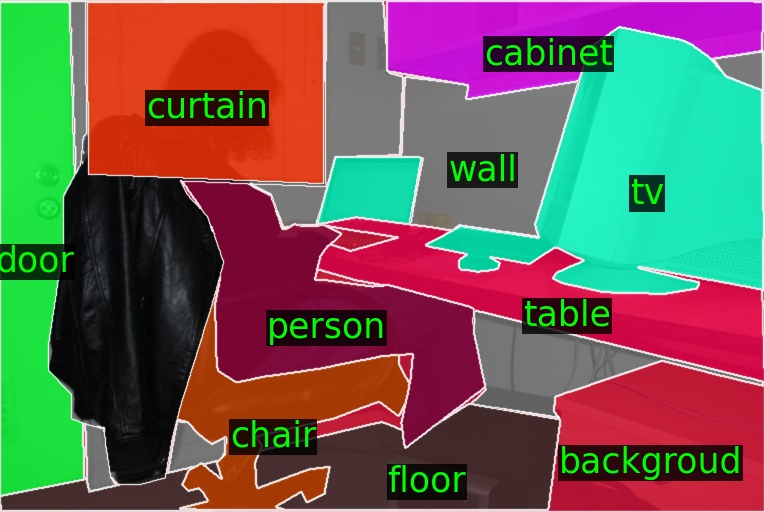 cabinet
curtain
wall
tv
door
table
person
chair
backgroud
floor